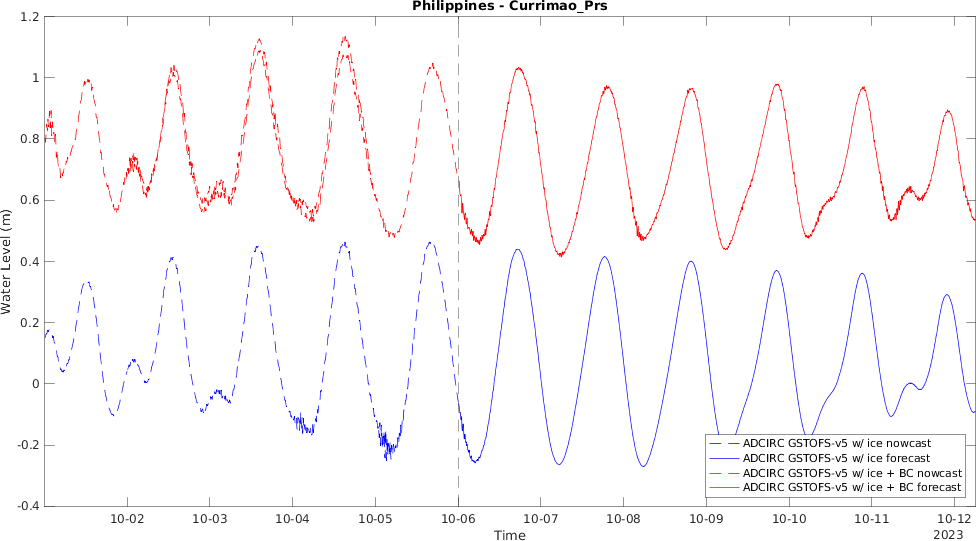 Philippines - Currimao_Prs
1.2
1
0.8
0.6
0.4
0.2
0
-0.2
-0.4
Water Level (m)
ADCIRC GSTOFS-v5 w/ ice nowcast
ADCIRC GSTOFS-v5 w/ ice forecast
ADCIRC GSTOFS-v5 w/ ice + BC nowcast
ADCIRC GSTOFS-v5 w/ ice + BC forecast
10-02 10-03 10-04 10-05 10-06 10-07 10-08 10-09 10-10 10-11 10-12
Time
2023